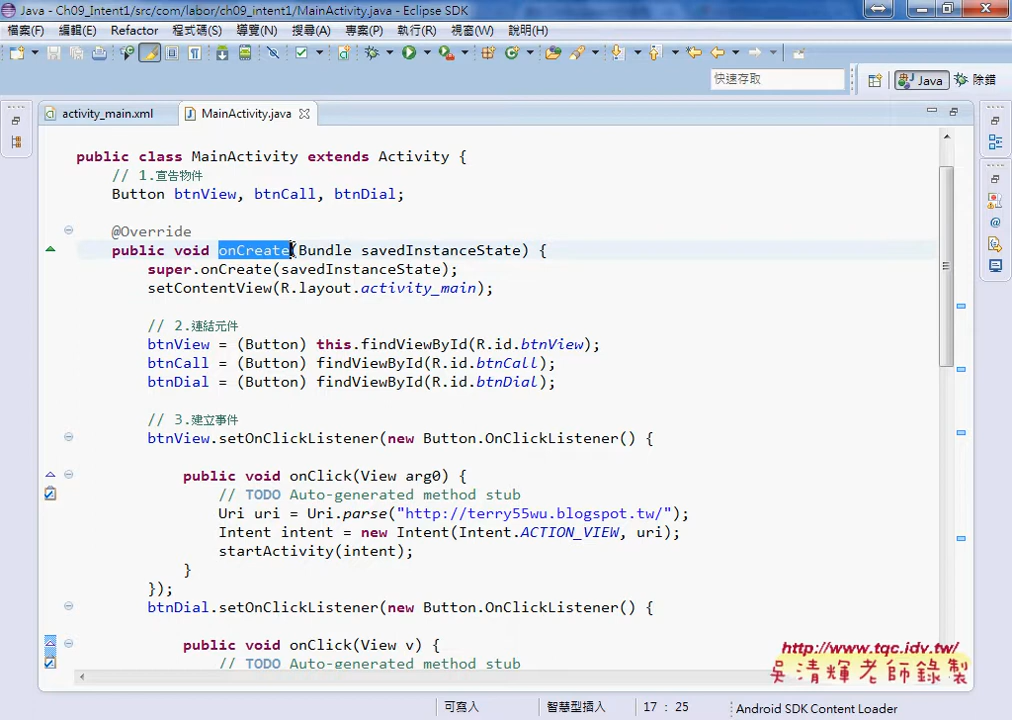 Java - Ch09_Intent1/src/com/labor/ch09_intent1/MainActivity.java - Eclipse SDK
檔案(F) 編輯(E) Refactor 程式碼(S) 導覽(N) 搜尋(A) 專案(P) 執行(R) 視窗(W) 說明(H)
快速存取 Java 除錯
activity_main.xml MainActivity.java
public class MainActivity extends Activity {
// 1.宣告物件
Button btnView, btnCall, btnDial;
@Override
public void onCreate(Bundle savedInstanceState) {
super.onCreate(savedInstanceState);
setContentView(R.layout.activity_main);
// 2.連結元件
btnView = (Button) this.findViewById(R.id.btnView);
btnCall = (Button) findViewById(R.id.btnCall);
btnDial = (Button) findViewById(R.id.btnDial);
// 3.建立事件
btnView.setOnClickListener(new Button.OnClickListener() {
public void onClick(View arg0) {
// TODO Auto-generated method stub
Uri uri = Uri.parse("http://terry55wu.blogspot.tw/");
Intent intent = new Intent(Intent.ACTION_VIEW, uri);
startActivity(intent);
}
});
btnDial.setOnClickListener(new Button.OnClickListener() {
public void onClick(View v) {
// TODO Auto-generated method stub
http://www.tqc.idv.tw/
吳清輝老師錄製
可寫入 智慧型插入 17 : 25 Android SDK Content Loader